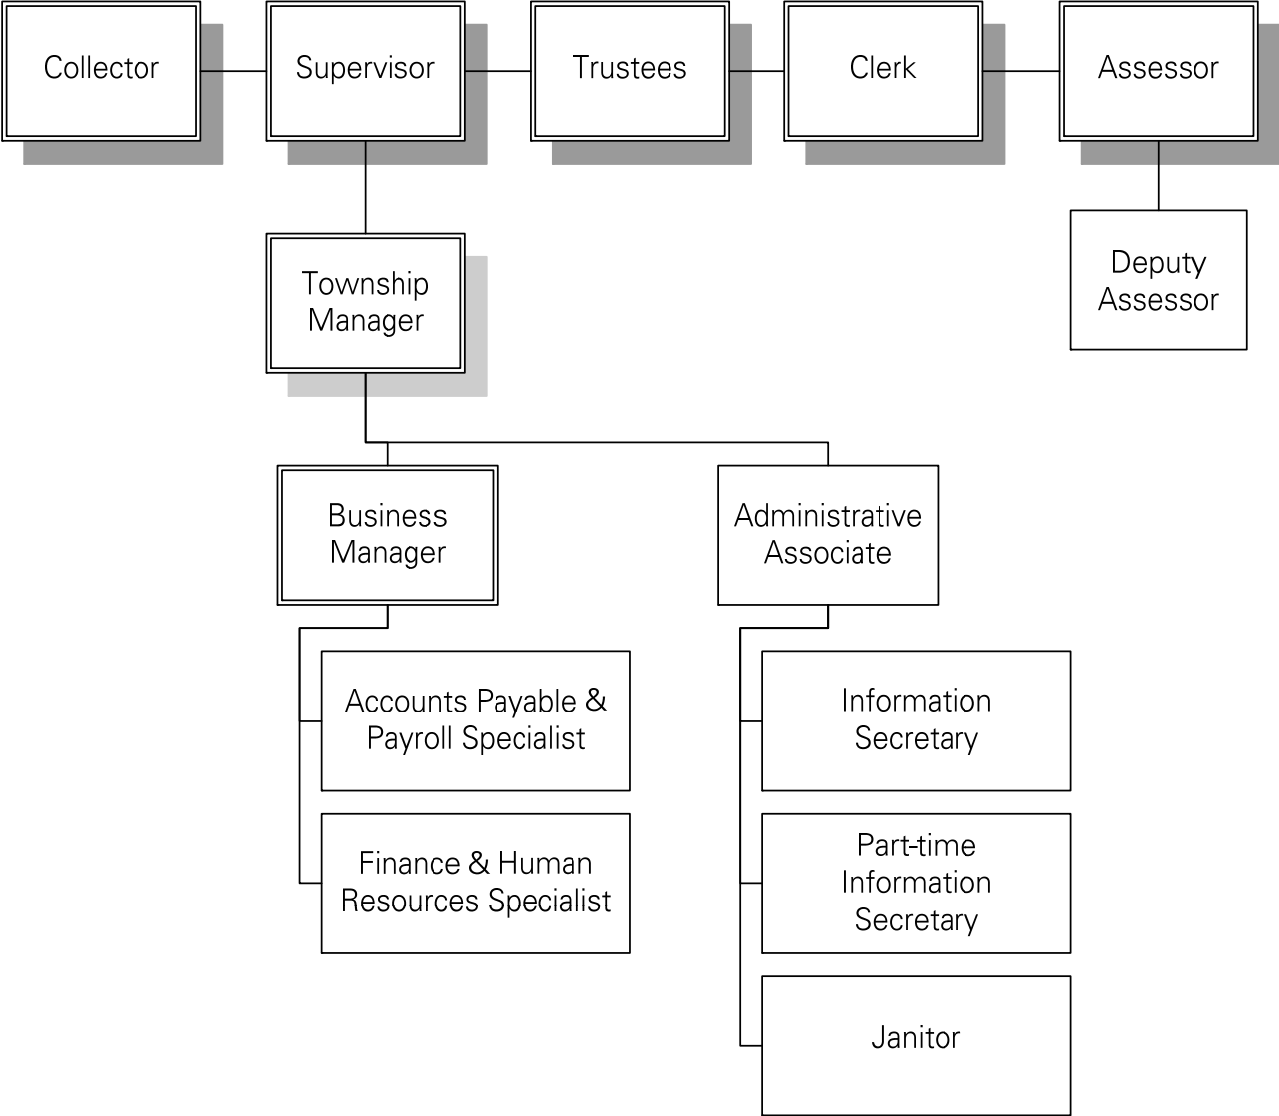 Collector
Supervisor
Trustees
Clerk
Assessor
Township
Manager
Deputy
Assessor
Business
Manager
Administrative
Associate
Accounts Payable &
Payroll Specialist
Information
Secretary
Finance & Human
Resources Specialist
Part-time
Information
Secretary
Janitor